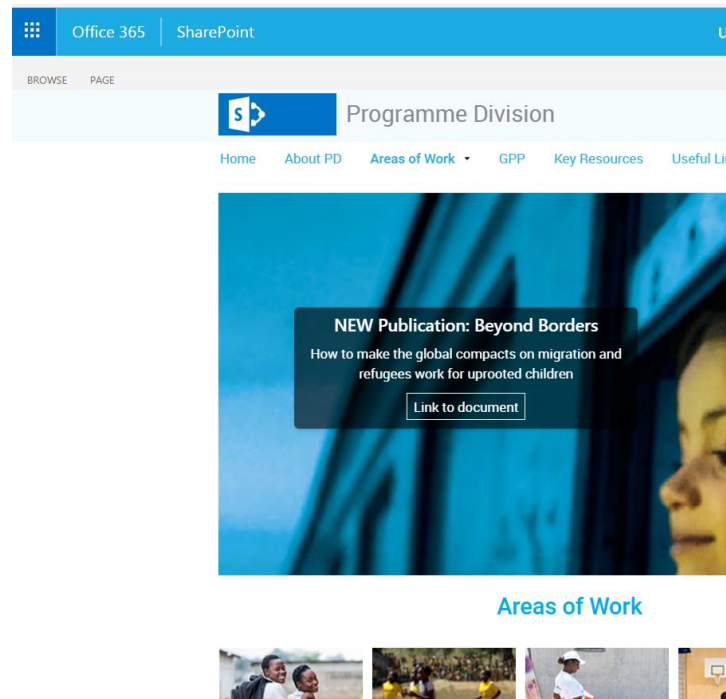 Office 365 SharePoint
BROWSE PAGE
S
Programme Division
Home About PD Areas of Work GPP Key Resources Useful
NEW Publication: Beyond Borders
How to make the global compacts on migration and
refugees work for uprooted children
Link to document
Areas of Work